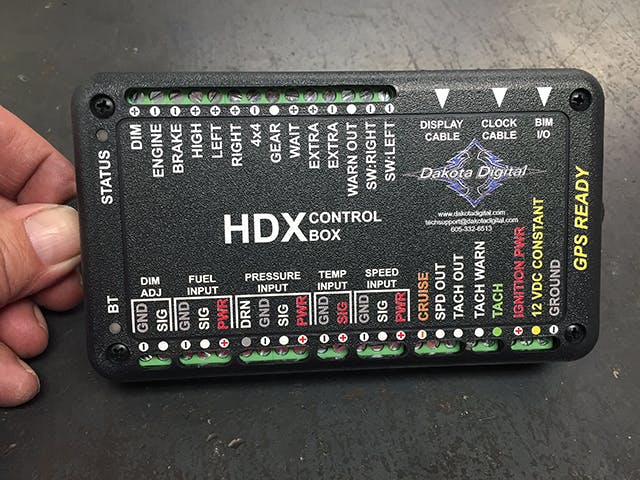 DIM
ENGINE
BRAKE
HIGH
LEFT
RIGHT
4x4
GEAR
WAIT
EXTRA
EXTRA
WARN OUT
SW:RIGHT
SW:LEFT
DISPLAY
CABLE
CLOCK
CABLE
BIM
I/O
STATUS
Dakota Digital
www.dakotadigital.com
techsupport@dakotadigital.com
605-332-6513
HDX CONTROL
BOX
GPS READY
BT
DIM
ADJ
GND
SIG
FUEL
INPUT
GND
SIG
PWR
PRESSURE
INPUT
DRN
GND
SIG
PWR
TEMP
INPUT
GND
SIG
SPEED
INPUT
GND
SIG
PWR
CRUISE
SPD OUT
TACH OUT
TACH WARN
TACH
IGNITION PWR
12 VDC CONSTANT
GROUND